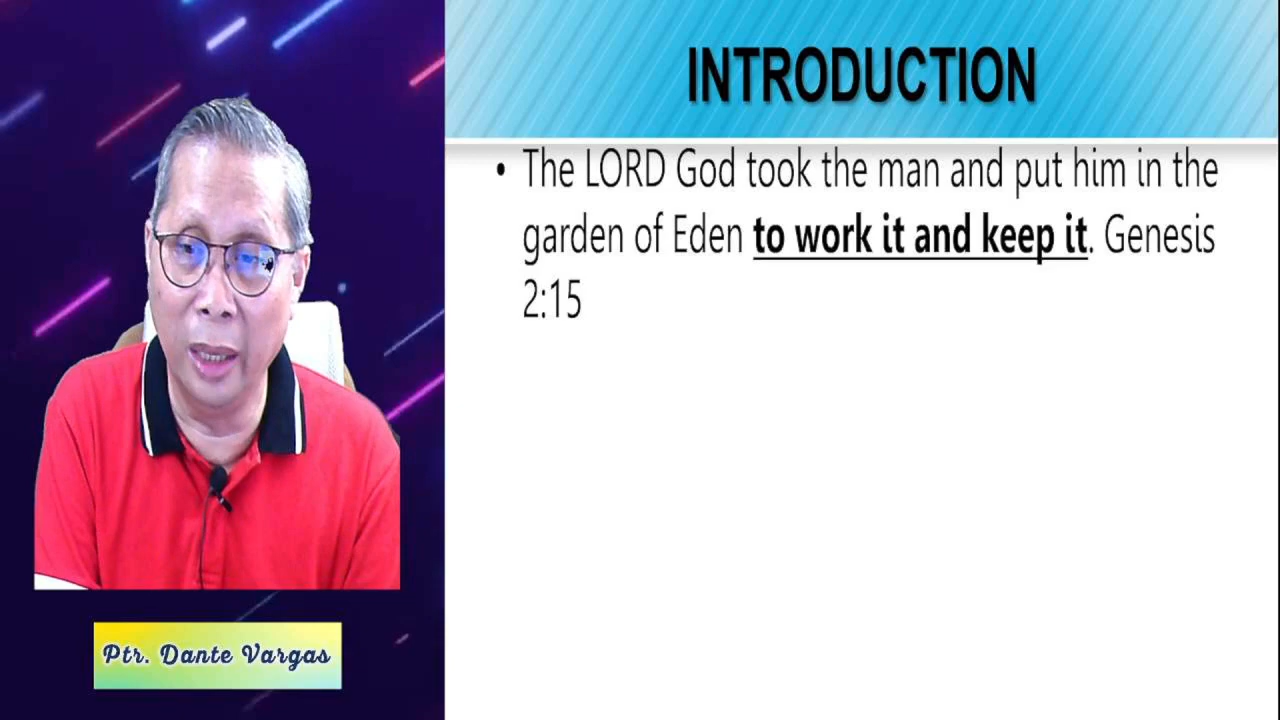 INTRODUCTION
• The LORD God took the man and put him in the
garden of Eden to work it and keep it. Genesis
2:15
Ptr. Dante Vargas